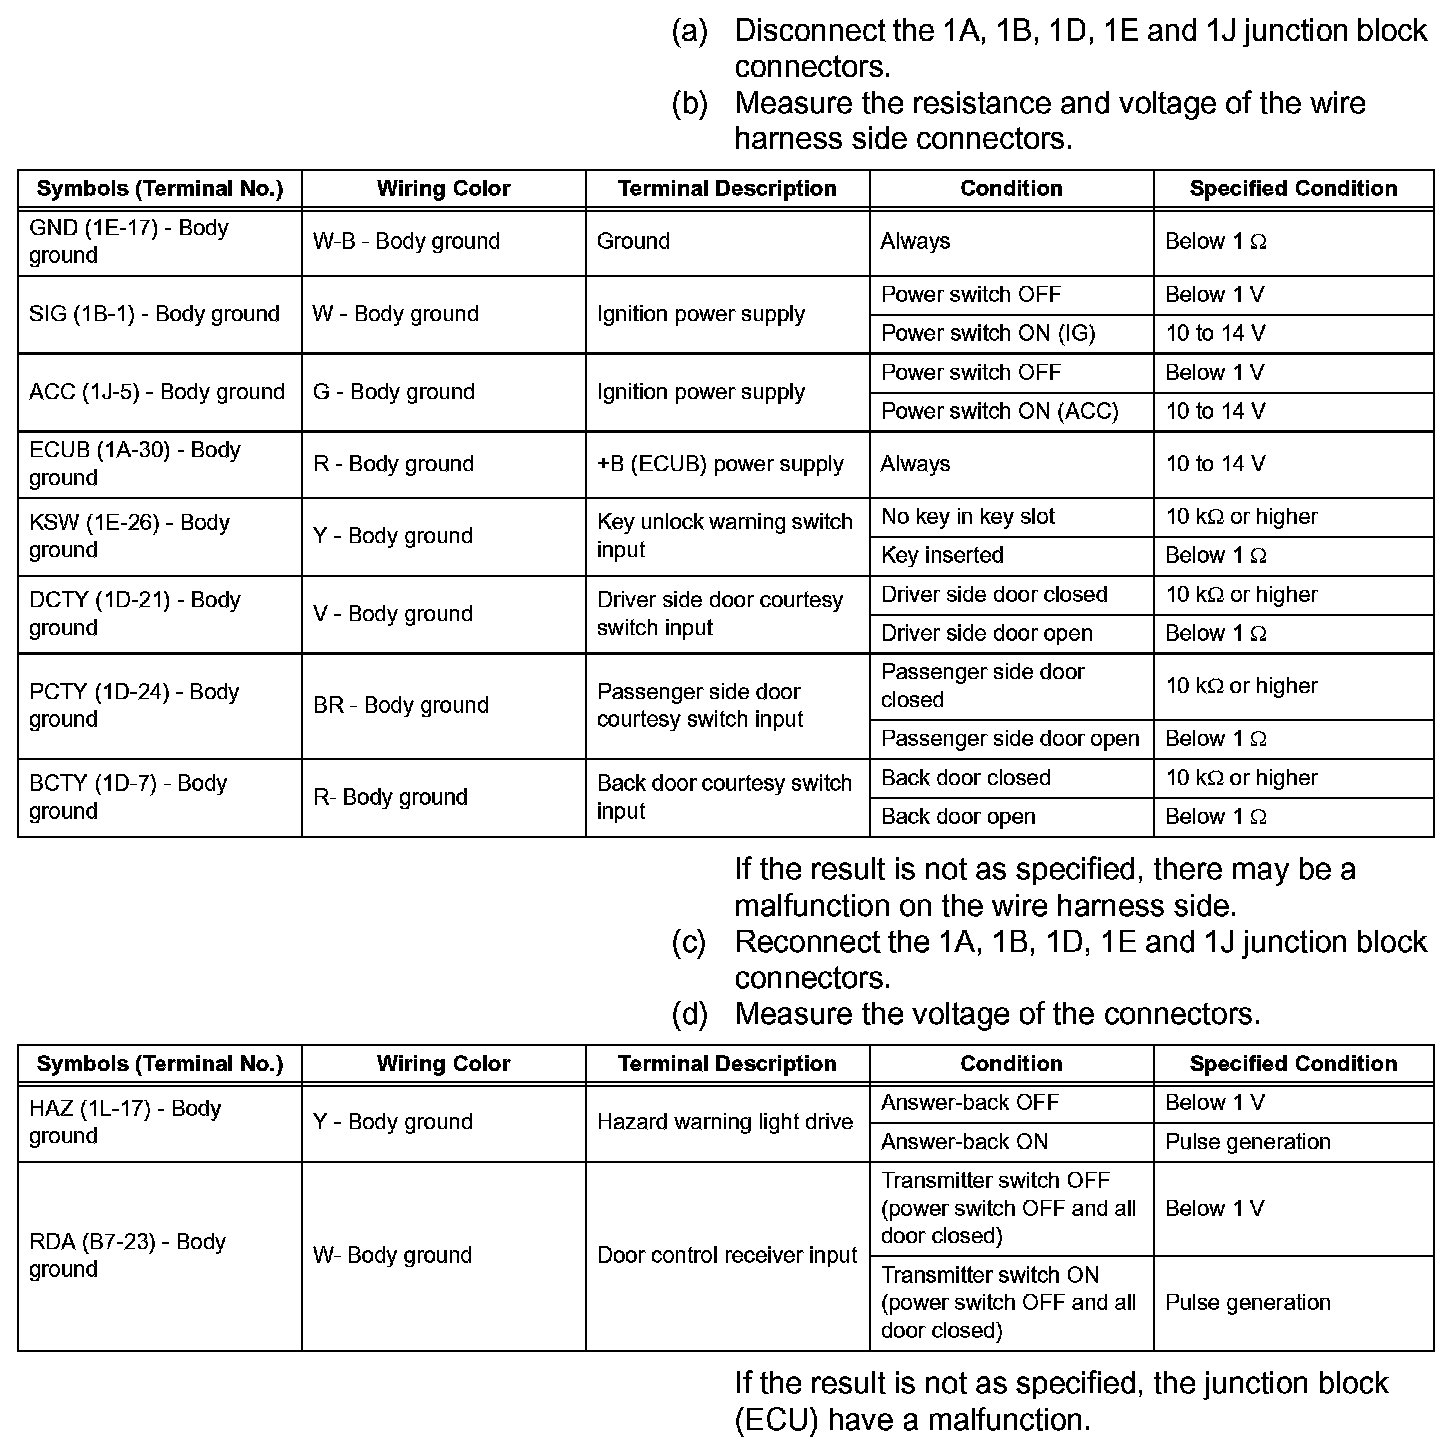 (a) Disconnect the 1A, 1B, 1D, 1E and 1J junction block
connectors.
(b) Measure the resistance and voltage of the wire
harness side connectors.
Symbols (Terminal No.) Wiring Color Terminal Description Condition Specified Condition
GND (1E-17) - Body
ground
W-B - Body ground
Ground
Always
Below 1 Ω
SIG (1B-1) - Body ground
W - Body ground
Ignition power supply
Power switch OFF
Below 1 V
Power switch ON (IG)
10 to 14 V
ACC (1J-5) - Body ground
G - Body ground
Ignition power supply
Power switch OFF
Below 1 V
Power switch ON (ACC)
10 to 14 V
ECUB (1A-30) - Body
ground
R - Body ground
+B (ECUB) power supply
Always
10 to 14 V
KSW (1E-26) - Body
ground
Y - Body ground
Key unlock warning switch
input
No key in key slot
10 kΩ or higher
Key inserted
Below 1 Ω
DCTY (1D-21) - Body
ground
V - Body ground
Driver side door courtesy
switch input
Driver side door closed
10 kΩ or higher
Driver side door open
Below 1 Ω
PCTY (1D-24) - Body
ground
BR - Body ground
Passenger side door
courtesy switch input
Passenger side door
closed
10 kΩ or higher
Passenger side door open
Below 1 Ω
BCTY (1D-7) - Body
ground
R- Body ground
Back door courtesy switch
input
Back door closed
10 kΩ or higher
Back door open
Below 1 Ω
If the result is not as specified, there may be a
malfunction on the wire harness side.
(c) Reconnect the 1A, 1B, 1D, 1E and 1J junction block
connectors.
(d) Measure the voltage of the connectors.
Symbols (Terminal No.) Wiring Color Terminal Description Condition Specified Condition
HAZ (1L-17) - Body
ground
Y - Body ground
Hazard warning light drive
Answer-back OFF
Below 1 V
Answer-back ON
Pulse generation
RDA (B7-23) - Body
ground
W- Body ground
Door control receiver input
Transmitter switch OFF
(power switch OFF and all
door closed)
Below 1 V
Transmitter switch ON
(power switch OFF and all
door closed)
Pulse generation
If the result is not as specified, the junction block
(ECU) have a malfunction.